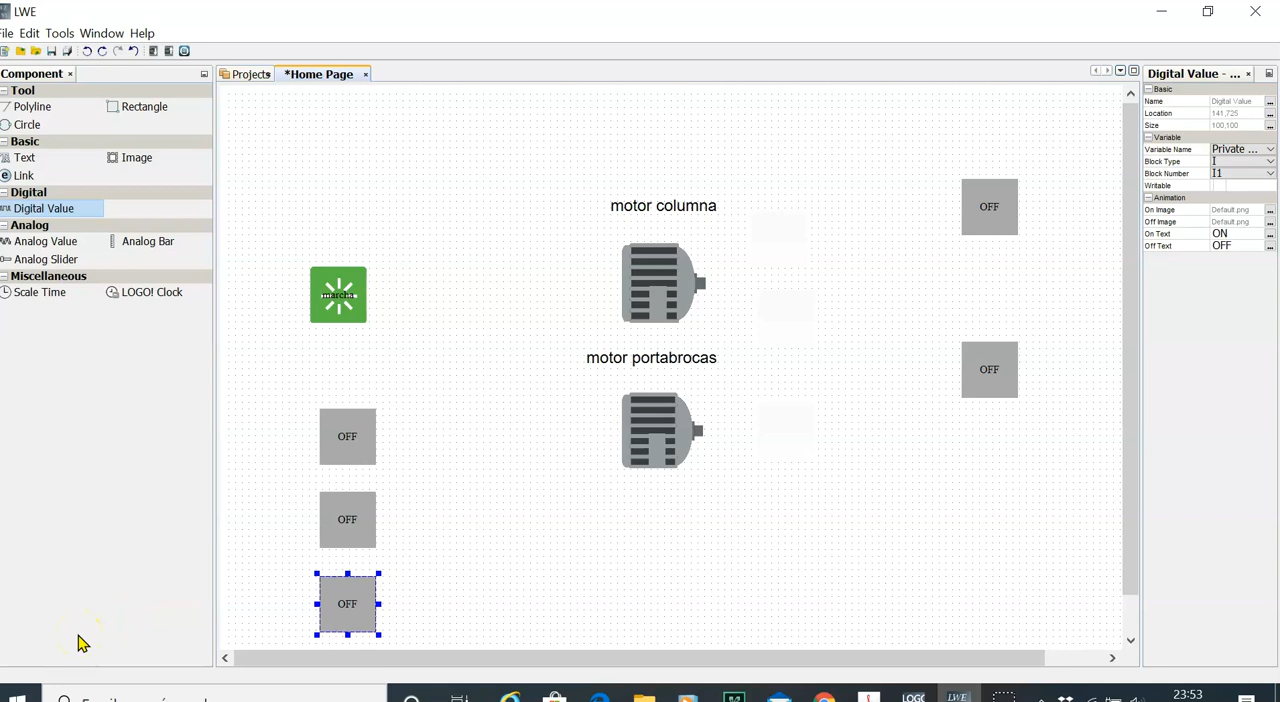 LWE
File Edit Tools Window Help
Component
Projects
*Home Page
Digital Value - ...
Tool
Polyline
Rectangle
Circle
Basic
Text
Image
Link
Digital
Digital Value
Analog
Analog Value
Analog Bar
Analog Slider
Miscellaneous
Scale Time
LOGO! Clock
motor columna
marcha
motor portabrocas
OFF
OFF
OFF
OFF
OFF
Basic
Name Digital Value ...
Location 141,725 ...
Size 100,100 ...
Variable
Variable Name Private ...
Block Type I
Block Number I1
Writable
Animation
On Image Default.png ...
Off Image Default.png ...
On Text ON ...
Off Text OFF ...
LOGO
LWE
23:53